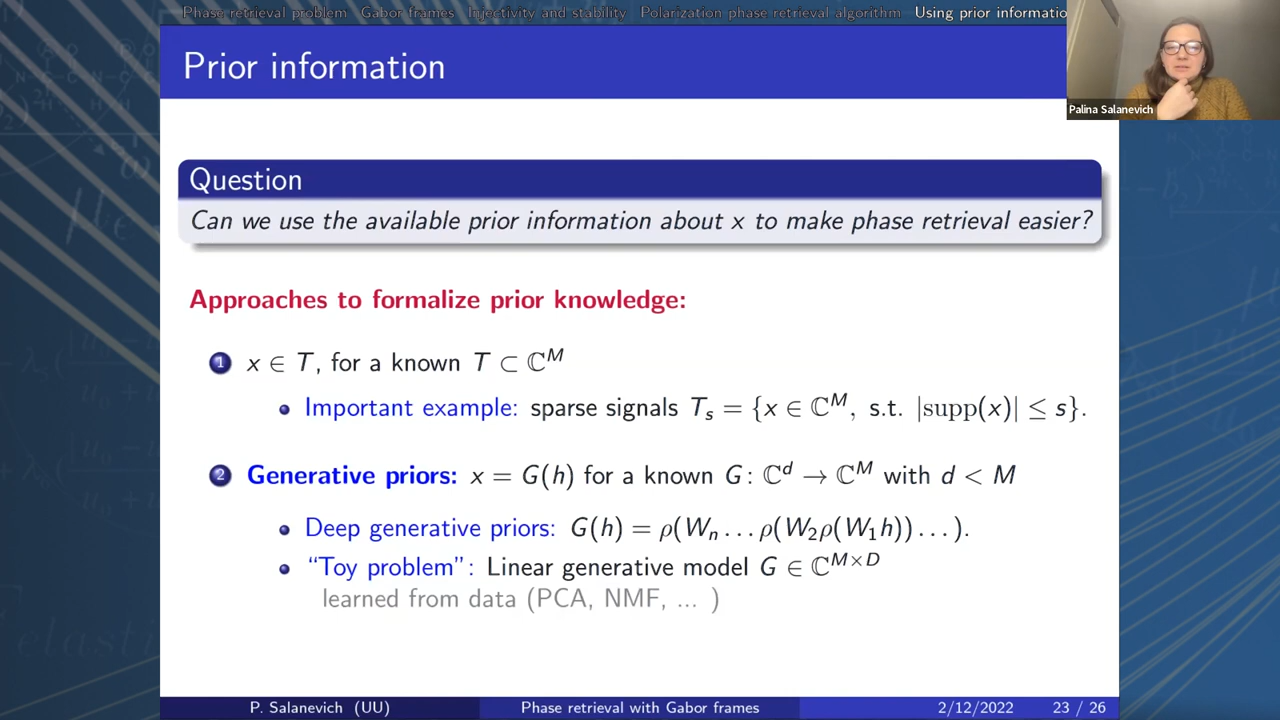 Phase retrieval problem Gabor frames Injectivity and stability Polarization phase retrieval algorithm Using prior informatio
Prior information
Palina Salanevich
Question
Can we use the available prior information about x to make phase retrieval easier?
Approaches to formalize prior knowledge:
1 x ∈ T, for a known T ⊂ ℂ^M
• Important example: sparse signals T_s = {x ∈ ℂ^M, s.t. |supp(x)| ≤ s}.
2 Generative priors: x = G(h) for a known G: ℂ^d → ℂ^M with d < M
• Deep generative priors: G(h) = ρ(W_n … ρ(W_2ρ(W_1h)) … ).
• “Toy problem”: Linear generative model G ∈ ℂ^{M×D}
learned from data (PCA, NMF, ... )
P. Salanevich (UU) Phase retrieval with Gabor frames 2/12/2022 23 / 26